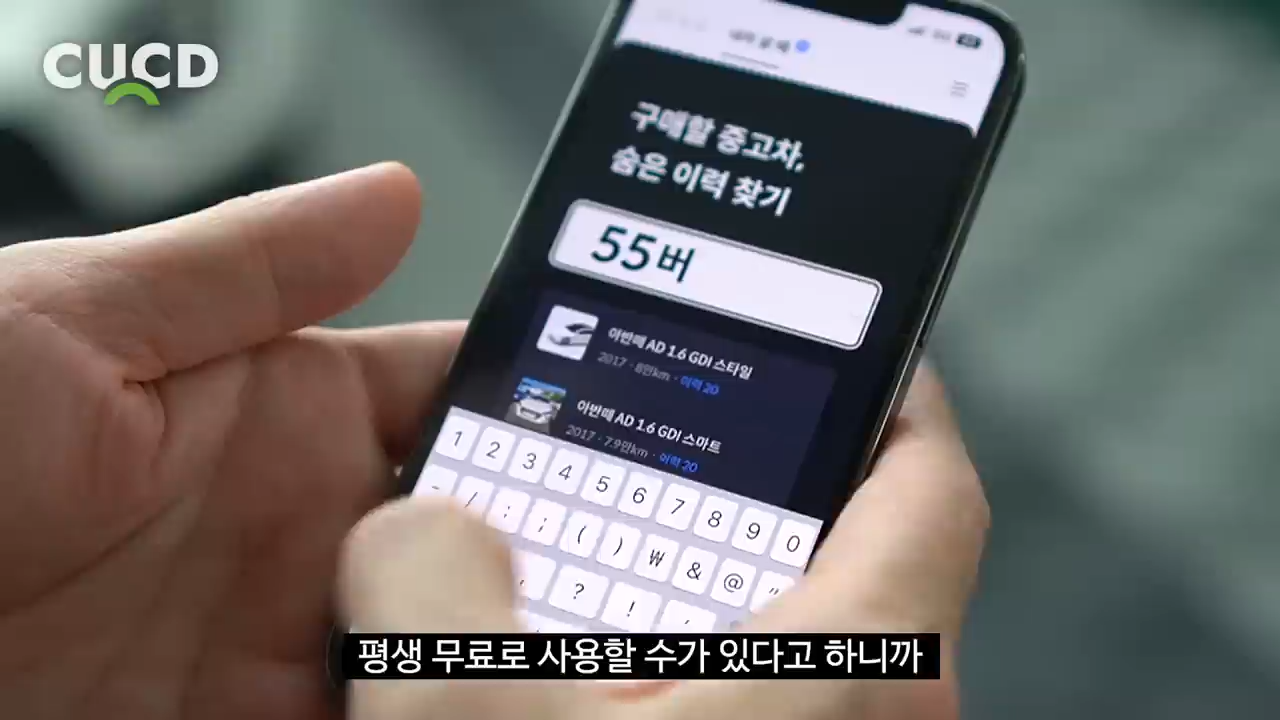 CUCD
구매할 중고차,
숨은 이력 찾기
55버
아반떼 AD 1.6 GDI 스타일
2017 · 8만km · 이력 20
아반떼 AD 1.6 GDI 스마트
2017 · 7.9만km · 이력 20
1 2 3 4 5 6 7 8 9 0
- / : ; ( ) ₩ & @ "
, ? !
평생 무료로 사용할 수가 있다고 하니까